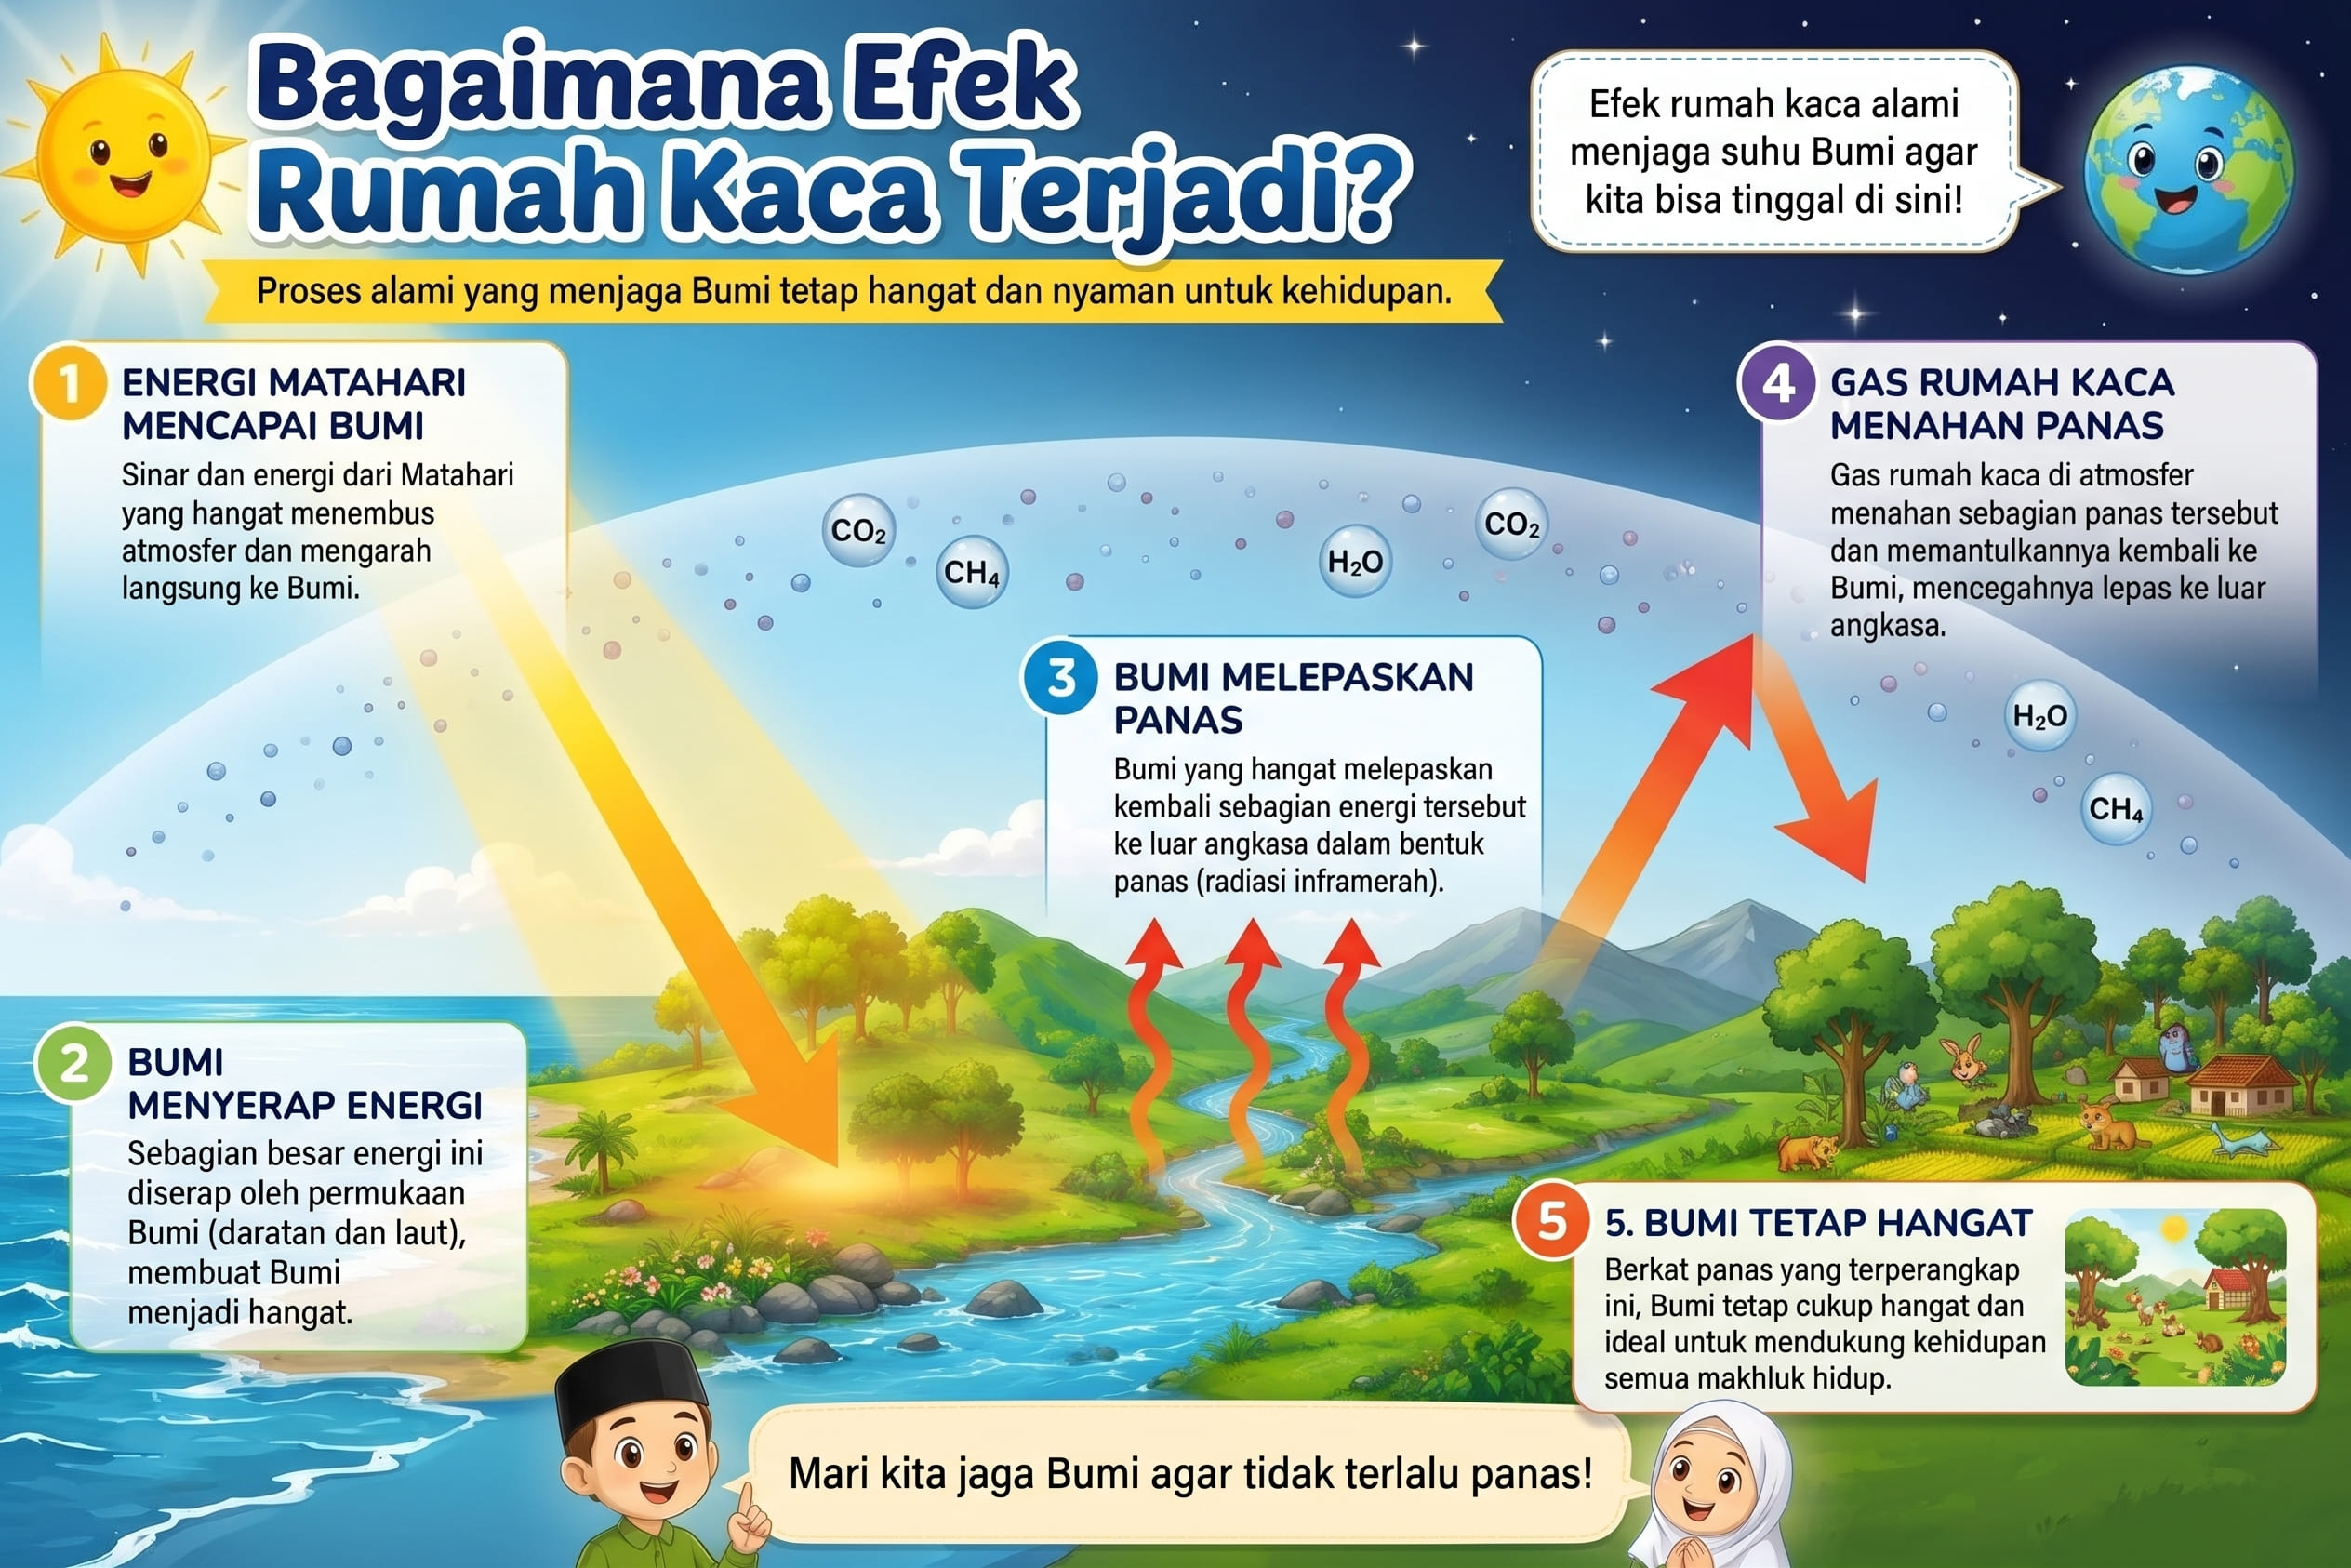 Bagaimana Efek
Rumah Kaca Terjadi?
Proses alami yang menjaga Bumi tetap hangat dan nyaman untuk kehidupan.
Efek rumah kaca alami
menjaga suhu Bumi agar
kita bisa tinggal di sini!
1
ENERGI MATAHARI
MENCAPAI BUMI
Sinar dan energi dari Matahari
yang hangat menembus
atmosfer dan mengarah
langsung ke Bumi.
CO₂
CH₄
H₂O
CO₂
4
GAS RUMAH KACA
MENAHAN PANAS
Gas rumah kaca di atmosfer
menahan sebagian panas tersebut
dan memantulkannya kembali ke
Bumi, mencegahnya lepas ke luar
angkasa.
H₂O
CH₄
3
BUMI MELEPASKAN
PANAS
Bumi yang hangat melepaskan
kembali sebagian energi tersebut
ke luar angkasa dalam bentuk
panas (radiasi inframerah).
2
BUMI
MENYERAP ENERGI
Sebagian besar energi ini
diserap oleh permukaan
Bumi (daratan dan laut),
membuat Bumi
menjadi hangat.
5
5. BUMI TETAP HANGAT
Berkat panas yang terperangkap
ini, Bumi tetap cukup hangat dan
ideal untuk mendukung kehidupan
semua makhluk hidup.
Mari kita jaga Bumi agar tidak terlalu panas!